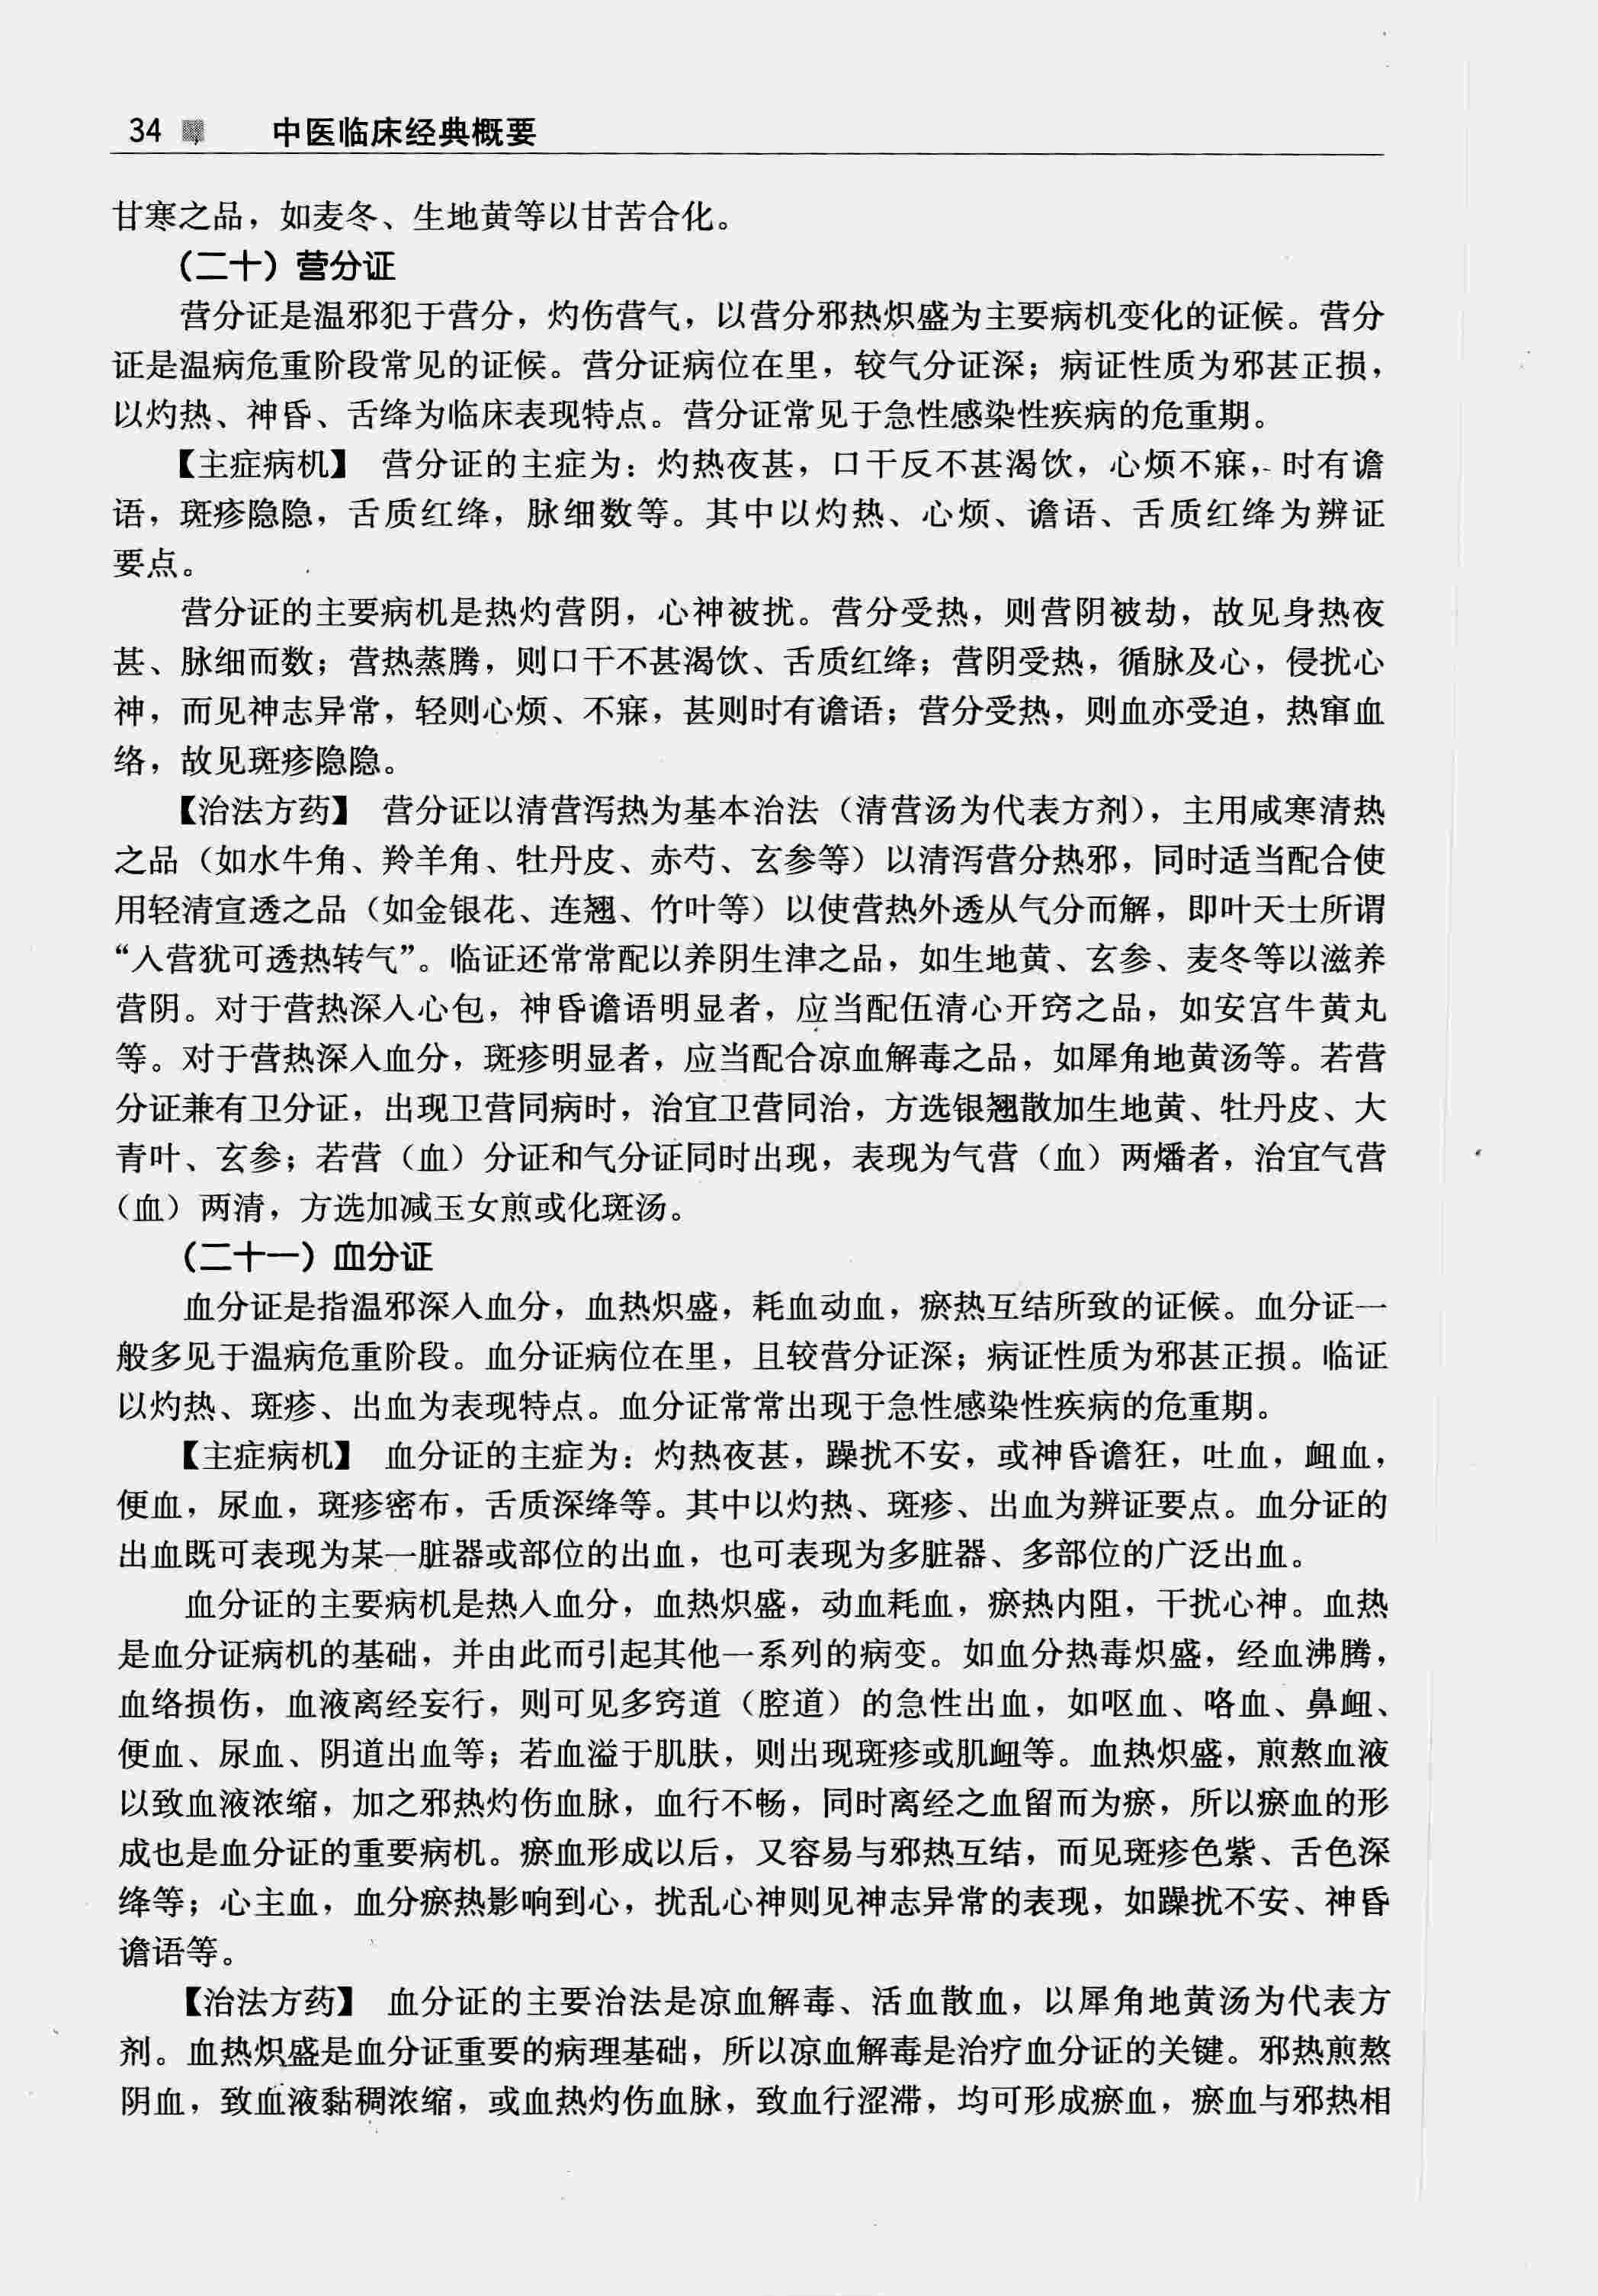 34 中医临床经典概要
甘寒之品，如麦冬、生地黄等以甘苦合化。
（二十）营分证
营分证是温邪犯于营分，灼伤营气，以营分邪热炽盛为主要病机变化的证候。营分
证是温病危重阶段常见的证候。营分证病位在里，较气分证深；病证性质为邪甚正损，
以灼热、神昏、舌绛为临床表现特点。营分证常见于急性感染性疾病的危重期。
【主症病机】 营分证的主症为：灼热夜甚，口干反不甚渴饮，心烦不寐，时有谵
语，斑疹隐隐，舌质红绛，脉细数等。其中以灼热、心烦、谵语、舌质红绛为辨证
要点。
营分证的主要病机是热灼营阴，心神被扰。营分受热，则营阴被劫，故见身热夜
甚、脉细而数；营热蒸腾，则口干不甚渴饮、舌质红绛；营阴受热，循脉及心，侵扰心
神，而见神志异常，轻则心烦、不寐，甚则时有谵语；营分受热，则血亦受迫，热窜血
络，故见斑疹隐隐。
【治法方药】 营分证以清营泻热为基本治法（清营汤为代表方剂），主用咸寒清热
之品（如水牛角、羚羊角、牡丹皮、赤芍、玄参等）以清泻营分热邪，同时适当配合使
用轻清宣透之品（如金银花、连翘、竹叶等）以使营热外透从气分而解，即叶天士所谓
“入营犹可透热转气”。临证还常常配以养阴生津之品，如生地黄、玄参、麦冬等以滋养
营阴。对于营热深入心包，神昏谵语明显者，应当配伍清心开窍之品，如安宫牛黄丸
等。对于营热深入血分，斑疹明显者，应当配合凉血解毒之品，如犀角地黄汤等。若营
分证兼有卫分证，出现卫营同病时，治宜卫营同治，方选银翘散加生地黄、牡丹皮、大
青叶、玄参；若营（血）分证和气分证同时出现，表现为气营（血）两燔者，治宜气营
（血）两清，方选加减玉女煎或化斑汤。
（二十一）血分证
血分证是指温邪深入血分，血热炽盛，耗血动血，瘀热互结所致的证候。血分证一
般多见于温病危重阶段。血分证病位在里，且较营分证深；病证性质为邪甚正损。临证
以灼热、斑疹、出血为表现特点。血分证常常出现于急性感染性疾病的危重期。
【主症病机】 血分证的主症为：灼热夜甚，躁扰不安，或神昏谵狂，吐血，衄血，
便血，尿血，斑疹密布，舌质深绛等。其中以灼热、斑疹、出血为辨证要点。血分证的
出血既可表现为某一脏器或部位的出血，也可表现为多脏器、多部位的广泛出血。
血分证的主要病机是热入血分，血热炽盛，动血耗血，瘀热内阻，干扰心神。血热
是血分证病机的基础，并由此而引起其他一系列的病变。如血分热毒炽盛，经血沸腾，
血络损伤，血液离经妄行，则可见多窍道（腔道）的急性出血，如呕血、咯血、鼻衄、
便血、尿血、阴道出血等；若血溢于肌肤，则出现斑疹或肌衄等。血热炽盛，煎熬血液
以致血液浓缩，加之邪热灼伤血脉，血行不畅，同时离经之血留而为瘀，所以瘀血的形
成也是血分证的重要病机。瘀血形成以后，又容易与邪热互结，而见斑疹色紫、舌色深
绛等；心主血，血分瘀热影响到心，扰乱心神则见神志异常的表现，如躁扰不安、神昏
谵语等。
【治法方药】 血分证的主要治法是凉血解毒、活血散血，以犀角地黄汤为代表方
剂。血热炽盛是血分证重要的病理基础，所以凉血解毒是治疗血分证的关键。邪热煎熬
阴血，致血液黏稠浓缩，或血热灼伤血脉，致血行涩滞，均可形成瘀血，瘀血与邪热相